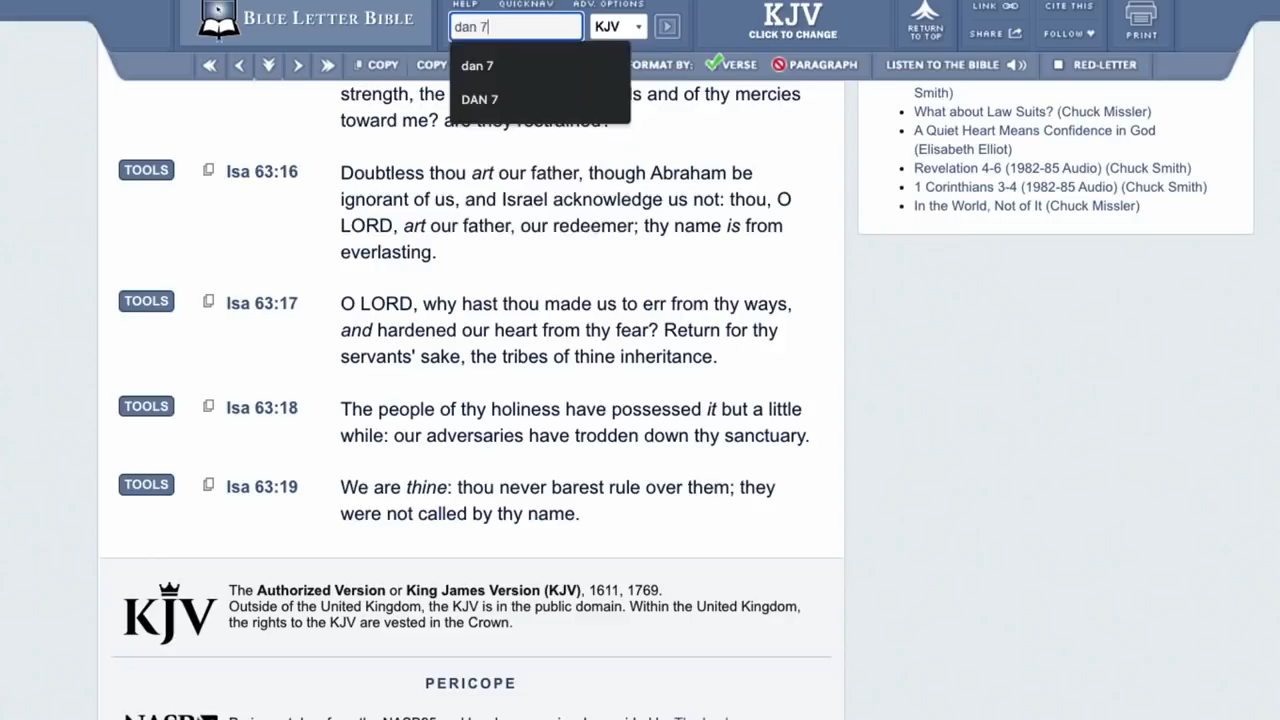 HELP QUICKNAV ADV. OPTIONS
BLUE LETTER BIBLE
dan 7
KJV
KJV
CLICK TO CHANGE
RETURN
TO TOP
LINK
SHARE
CITE THIS
FOLLOW
PRINT
COPY
COPY
dan 7
DAN 7
ORMAT BY:
VERSE
PARAGRAPH
LISTEN TO THE BIBLE
RED-LETTER
strength, the s and of thy mercies
toward me? are they restrained?
TOOLS
Isa 63:16
Doubtless thou art our father, though Abraham be
ignorant of us, and Israel acknowledge us not: thou, O
LORD, art our father, our redeemer; thy name is from
everlasting.
TOOLS
Isa 63:17
O LORD, why hast thou made us to err from thy ways,
and hardened our heart from thy fear? Return for thy
servants' sake, the tribes of thine inheritance.
TOOLS
Isa 63:18
The people of thy holiness have possessed it but a little
while: our adversaries have trodden down thy sanctuary.
TOOLS
Isa 63:19
We are thine: thou never barest rule over them; they
were not called by thy name.
Smith)
What about Law Suits? (Chuck Missler)
A Quiet Heart Means Confidence in God
(Elisabeth Elliot)
Revelation 4-6 (1982-85 Audio) (Chuck Smith)
1 Corinthians 3-4 (1982-85 Audio) (Chuck Smith)
In the World, Not of It (Chuck Missler)
KJV
The Authorized Version or King James Version (KJV), 1611, 1769.
Outside of the United Kingdom, the KJV is in the public domain. Within the United Kingdom,
the rights to the KJV are vested in the Crown.
PERICOPE